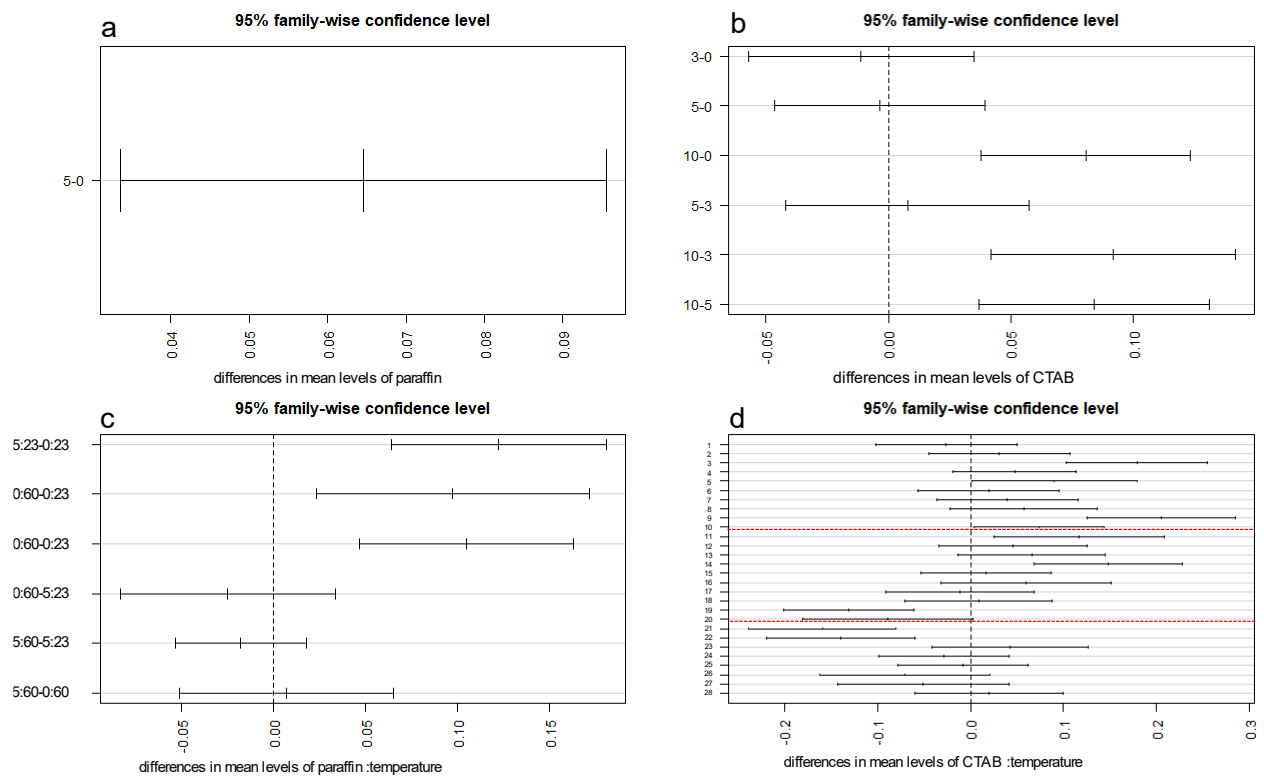 a
95% family-wise confidence level
5-0
0.04 0.05 0.06 0.07 0.08 0.09
differences in mean levels of paraffin
b
95% family-wise confidence level
3-0
5-0
10-0
5-3
10-3
10-5
-0.05 0.00 0.05 0.10
differences in mean levels of CTAB
c
95% family-wise confidence level
5:23-0:23
0:60-0:23
0:60-0:23
0:60-5:23
5:60-5:23
5:60-0:60
-0.05 0.00 0.05 0.10 0.15
differences in mean levels of paraffin :temperature
d
95% family-wise confidence level
1
2
3
4
5
6
7
8
9
10
11
12
13
14
15
16
17
18
19
20
21
22
23
24
25
26
27
28
-0.2 -0.1 0.0 0.1 0.2 0.3
differences in mean levels of CTAB :temperature